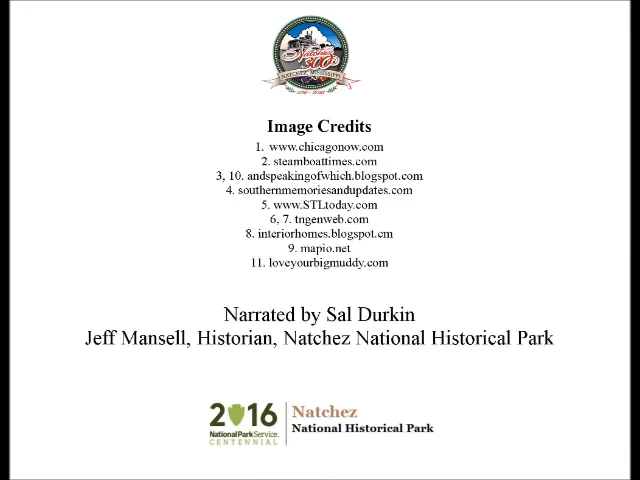 Natchez
300
NATCHEZ, MISSISSIPPI
1716 - 2016
Image Credits
1. www.chicagonow.com
2. steamboattimes.com
3, 10. andspeakingofwhich.blogspot.com
4. southernmemoriesandupdates.com
5. www.STLtoday.com
6, 7. tngenweb.com
8. interiorhomes.blogspot.cm
9. mapio.net
11. loveyourbigmuddy.com
Narrated by Sal Durkin
Jeff Mansell, Historian, Natchez National Historical Park
2016
National Park Service
CENTENNIAL
Natchez
National Historical Park